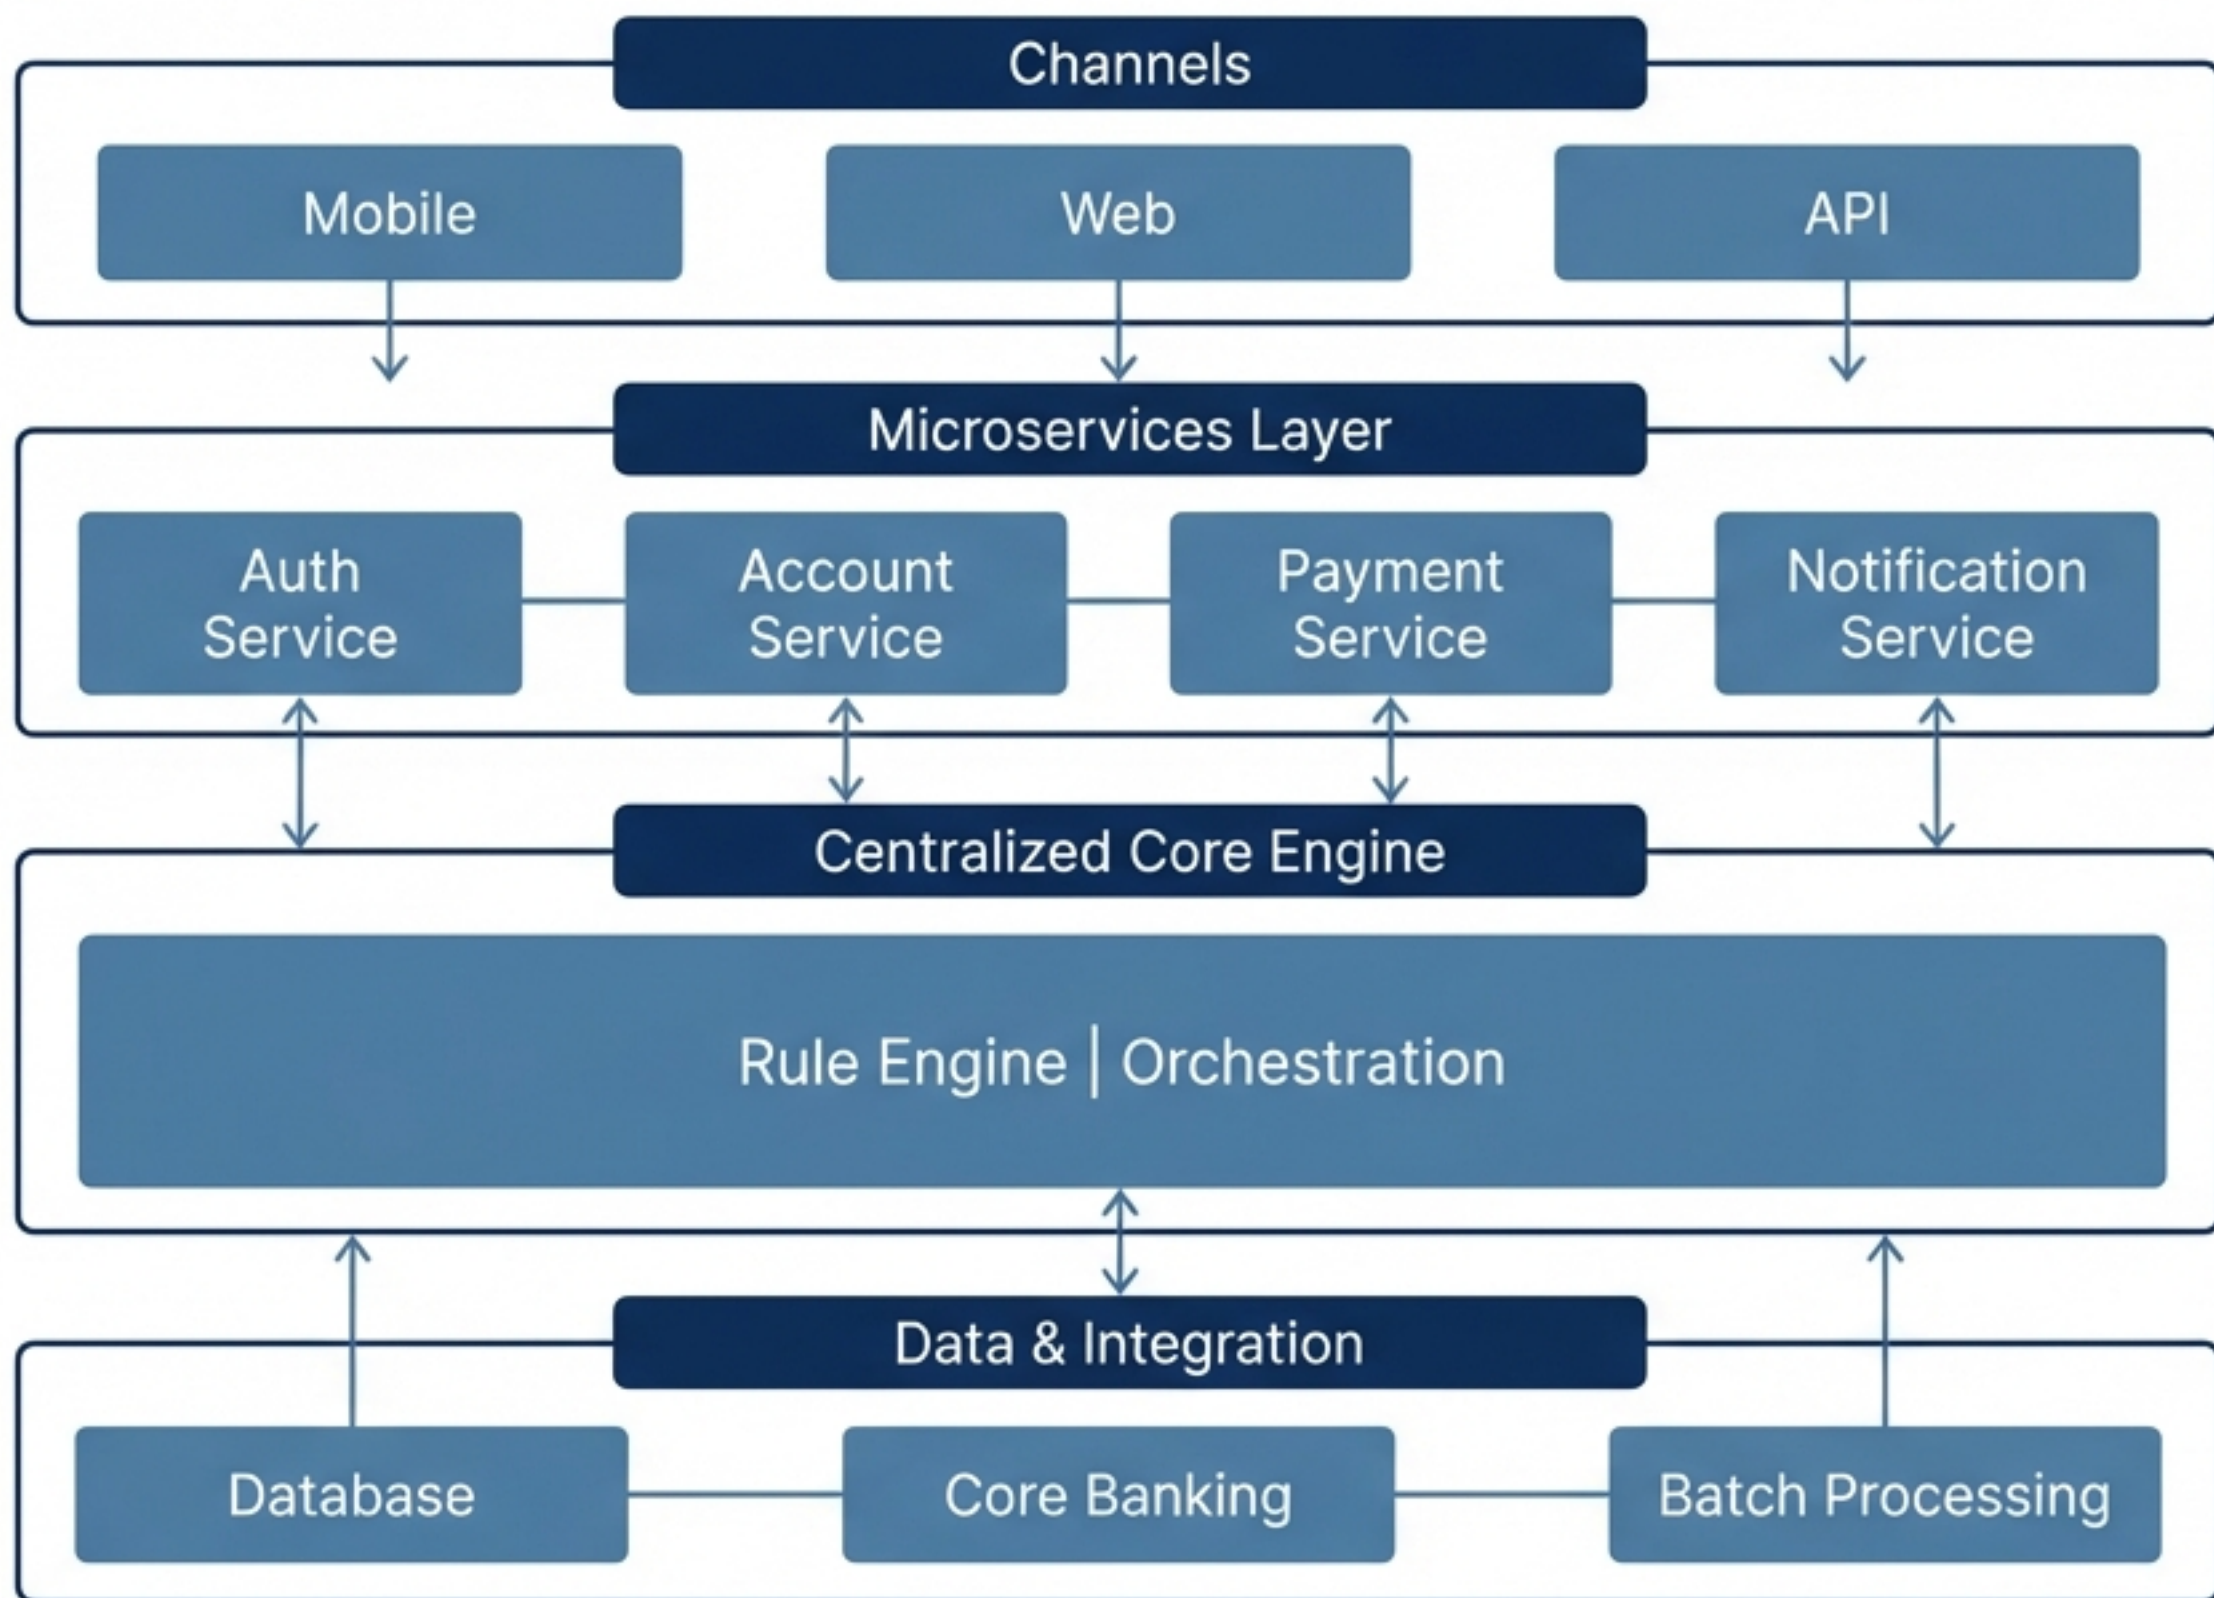 Channels
Mobile
Web
API
Microservices Layer
Auth
Service
Account
Service
Payment
Service
Notification
Service
Centralized Core Engine
Rule Engine | Orchestration
Data & Integration
Database
Core Banking
Batch Processing